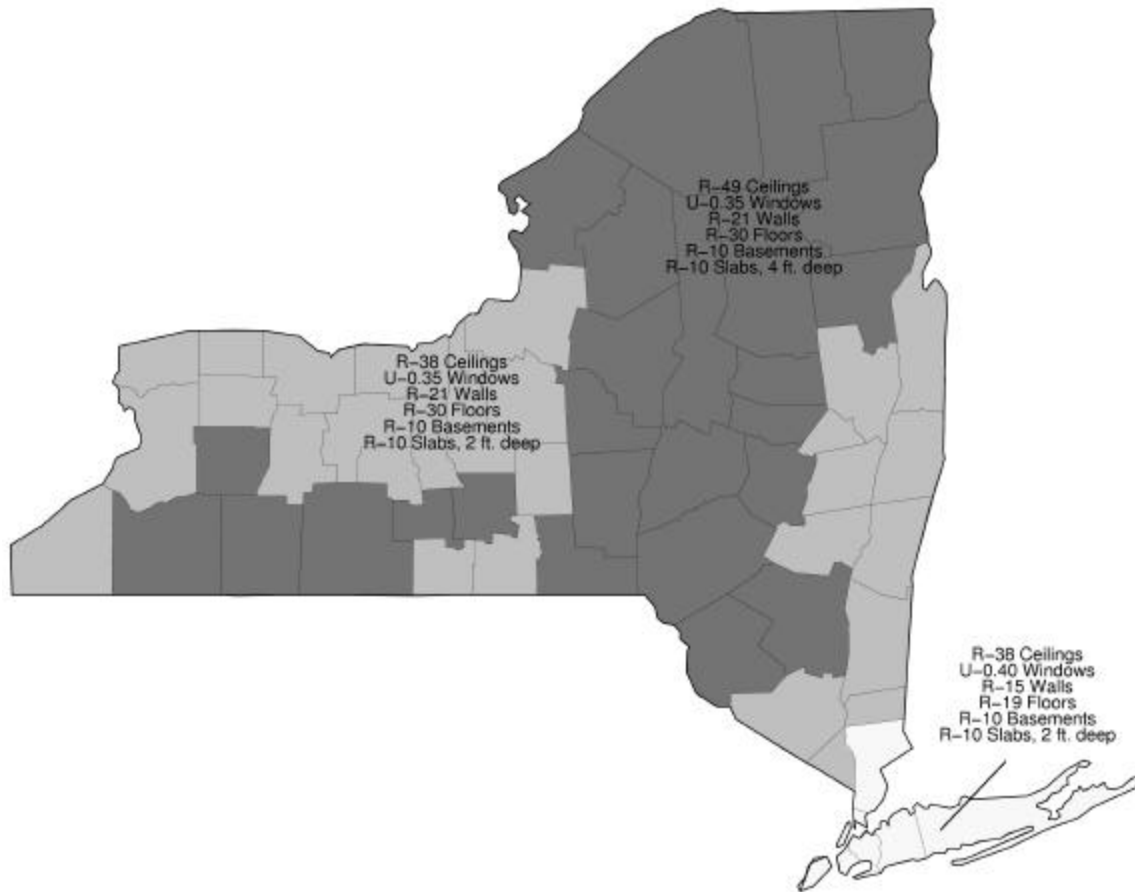 R–49 Ceilings
U–0.35 Windows
R–21 Walls
R–30 Floors
R–10 Basements
R–10 Slabs, 4 ft. deep
R–38 Ceilings
U–0.35 Windows
R–21 Walls
R–30 Floors
R–10 Basements
R–10 Slabs, 2 ft. deep
R–38 Ceilings
U–0.40 Windows
R–15 Walls
R–19 Floors
R–10 Basements
R–10 Slabs, 2 ft. deep